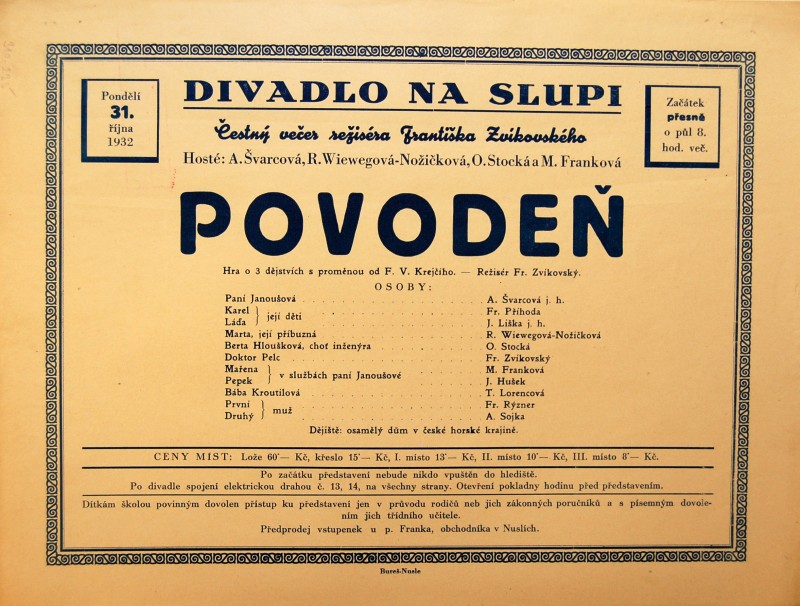 Pondělí
31.
října
1932
DIVADLO NA SLUPI
Čestný večer režiséra Františka Zvíkovského
Hosté: A. Švarcová, R. Wiewegová-Nožičková, O. Stocká a M. Franková
Začátek
přesně
o půl 8.
hod. več.
POVODEŇ
Hra o 3 dějstvích s proměnou od F. V. Krejčího. — Režisér Fr. Zvíkovský.
OSOBY:
Paní Janoušová . . . . . A. Švarcová j. h.
Karel } její děti . . . . . Fr. Příhoda
Láďa } . . . . . J. Liška j. h.
Marta, její příbuzná . . . . . R. Wiewegová-Nožičková
Berta Hloušková, choť inženýra . . . . . O. Stocká
Doktor Pelc . . . . . Fr. Zvíkovský
Mařena } v službách paní Janoušové . . . . . M. Franková
Pepek } . . . . . J. Hušek
Bába Kroutilová . . . . . T. Lorencová
První } muž . . . . . Fr. Rýzner
Druhý } . . . . . A. Sojka
Dějiště: osamělý dům v české horské krajině.
CENY MÍST: Lože 60'— Kč, křeslo 15'— Kč, I. místo 13'— Kč, II. místo 10'— Kč, III. místo 8'— Kč.
Po začátku představení nebude nikdo vpuštěn do hlediště.
Po divadle spojení elektrickou drahou č. 13, 14, na všechny strany. Otevření pokladny hodinu před představením.
Dítkám školou povinným dovolen přístup ku představení jen v průvodu rodičů neb jich zákonných poručníků a s písemným dovole-
ním jich třídního učitele.
Předprodej vstupenek u p. Franka, obchodníka v Nuslích.
Bureš-Nusle